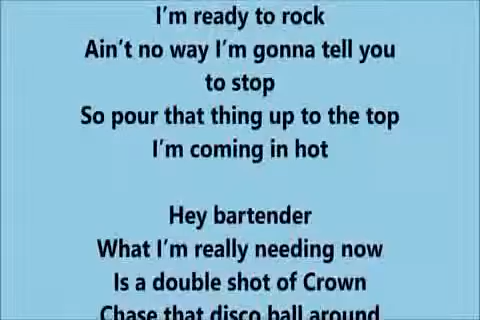 I'm ready to rock
Ain't no way I'm gonna tell you
to stop
So pour that thing up to the top
I'm coming in hot
Hey bartender
What I'm really needing now
Is a double shot of Crown
Chase that disco ball around